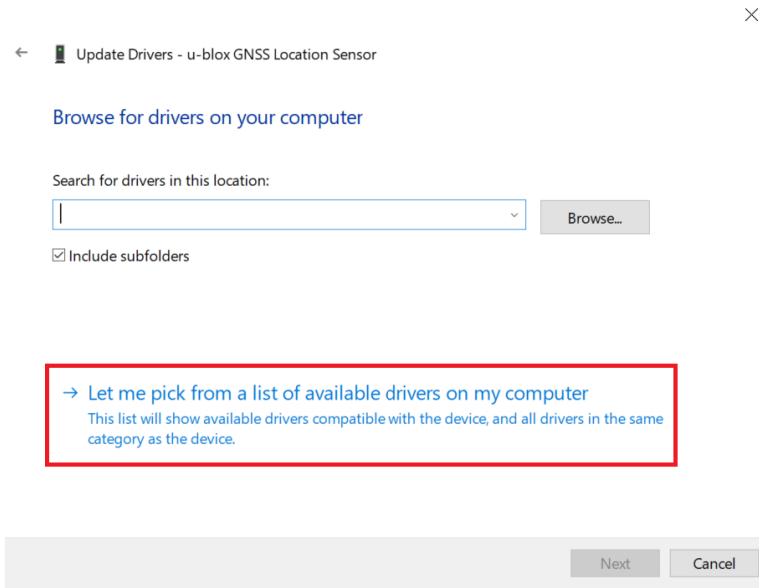 Update Drivers - u-blox GNSS Location Sensor
Browse for drivers on your computer
Search for drivers in this location:
Browse...
Include subfolders
Let me pick from a list of available drivers on my computer
This list will show available drivers compatible with the device, and all drivers in the same
category as the device.
Next
Cancel